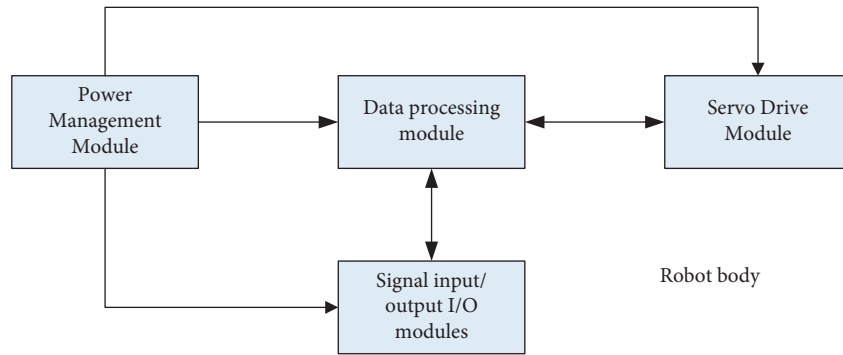 Power
Management
Module
Data processing
module
Servo Drive
Module
Signal input/
output I/O
modules
Robot body